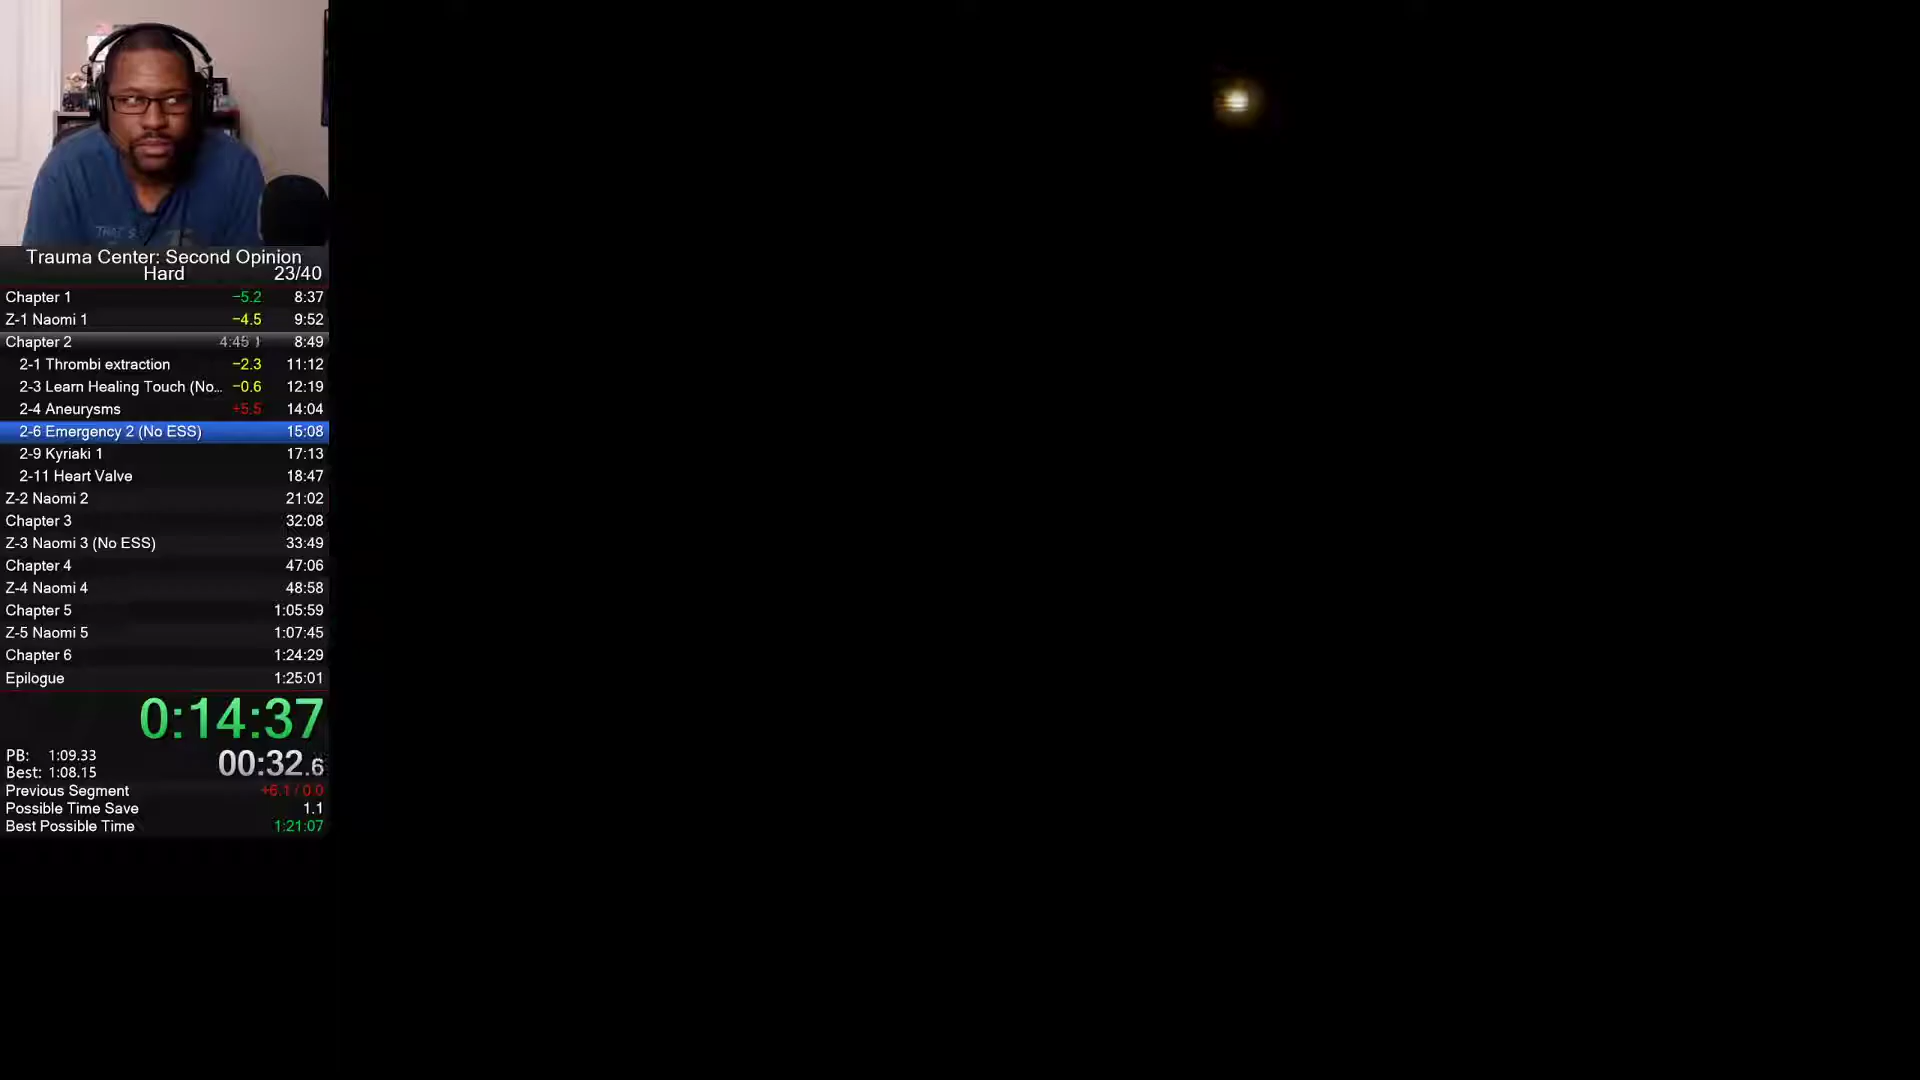 THAT'S
Trauma Center: Second Opinion
Hard 23/40
Chapter 1 −5.2 8:37
Z-1 Naomi 1 −4.5 9:52
Chapter 2 4:45 8:49
2-1 Thrombi extraction −2.3 11:12
2-3 Learn Healing Touch (No... −0.6 12:19
2-4 Aneurysms +5.5 14:04
2-6 Emergency 2 (No ESS) 15:08
2-9 Kyriaki 1 17:13
2-11 Heart Valve 18:47
Z-2 Naomi 2 21:02
Chapter 3 32:08
Z-3 Naomi 3 (No ESS) 33:49
Chapter 4 47:06
Z-4 Naomi 4 48:58
Chapter 5 1:05:59
Z-5 Naomi 5 1:07:45
Chapter 6 1:24:29
Epilogue 1:25:01
0:14:37
PB: 1:09.33 00:32.6
Best: 1:08.15
Previous Segment +6.1 / 0.0
Possible Time Save 1.1
Best Possible Time 1:21:07